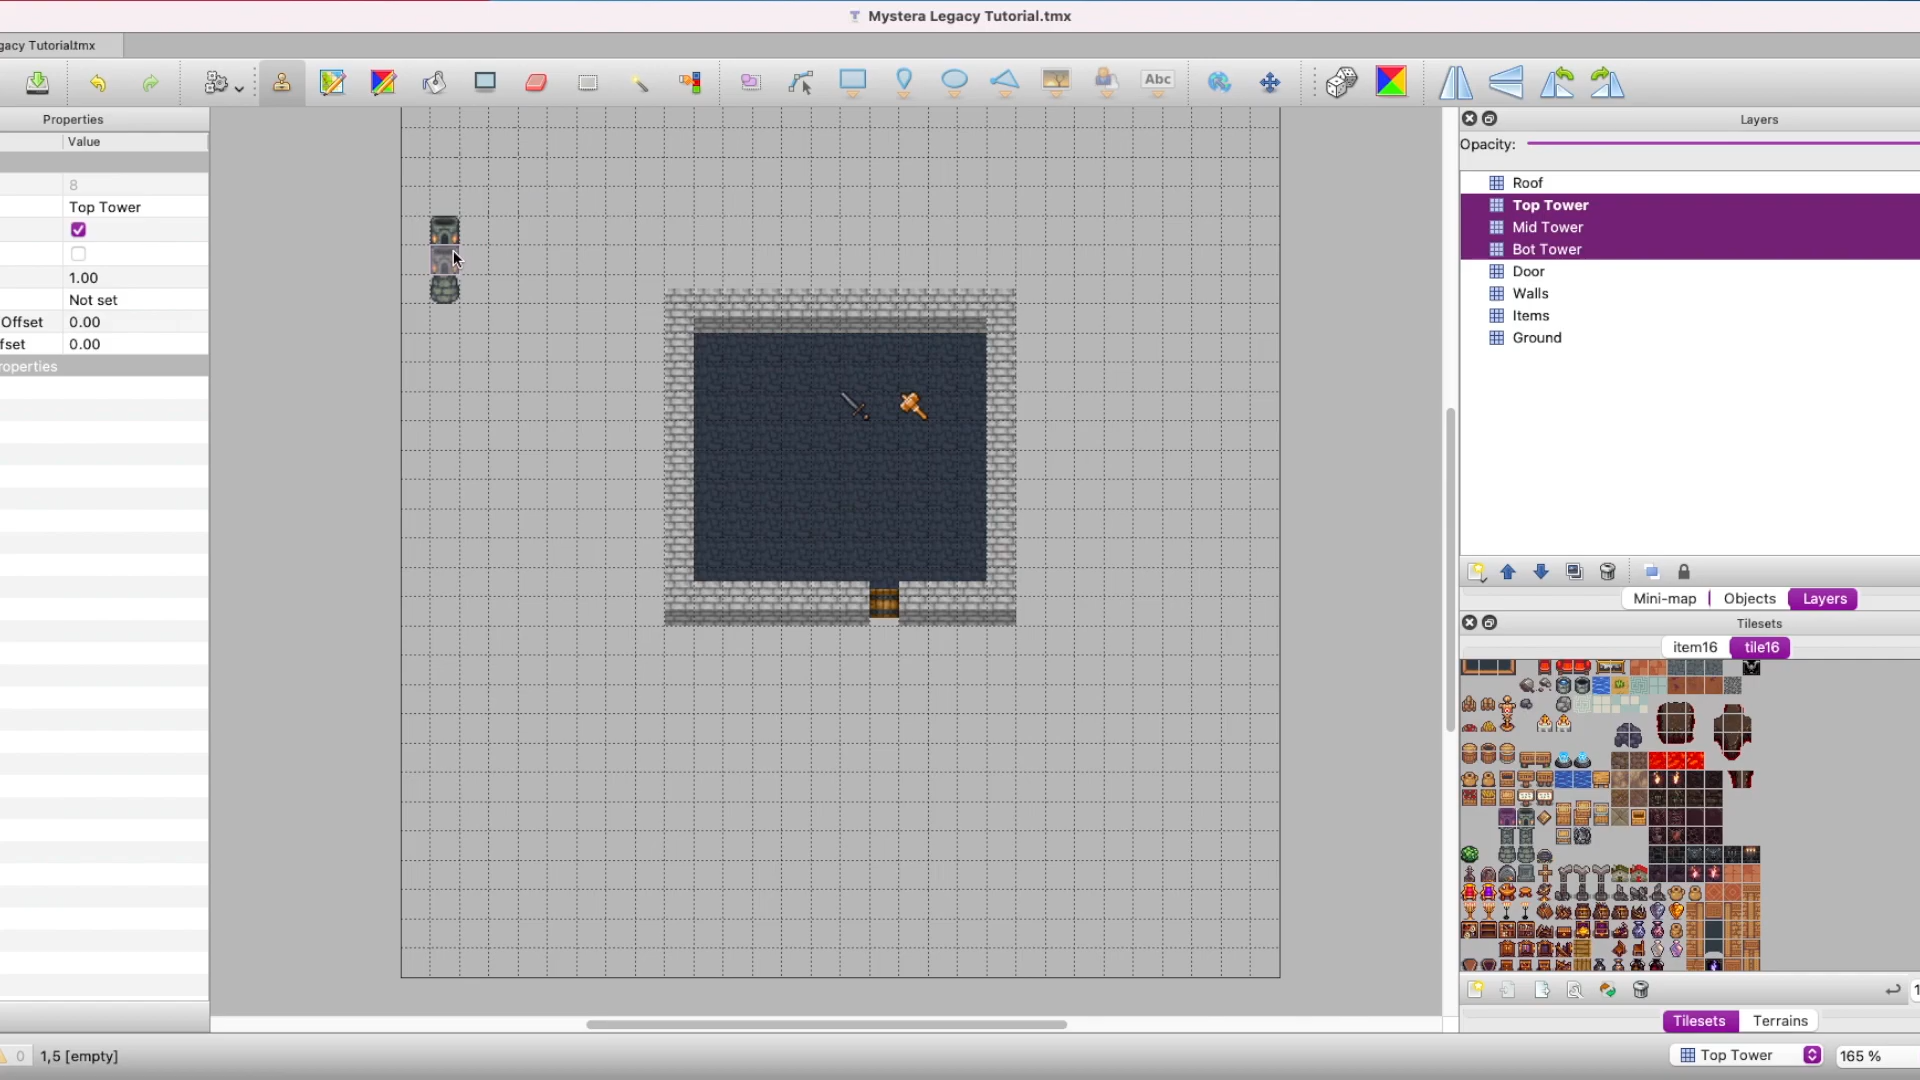 Mystera Legacy Tutorial.tmx
gacy Tutorial.tmx
Abc
Properties
Value
8
Top Tower
1.00
Not set
Offset 0.00
fset 0.00
roperties
Layers
Opacity:
Roof
Top Tower
Mid Tower
Bot Tower
Door
Walls
Items
Ground
Mini-map Objects Layers
Tilesets
item16 tile16
Tilesets Terrains
0 1,5 [empty]
Top Tower 165 %